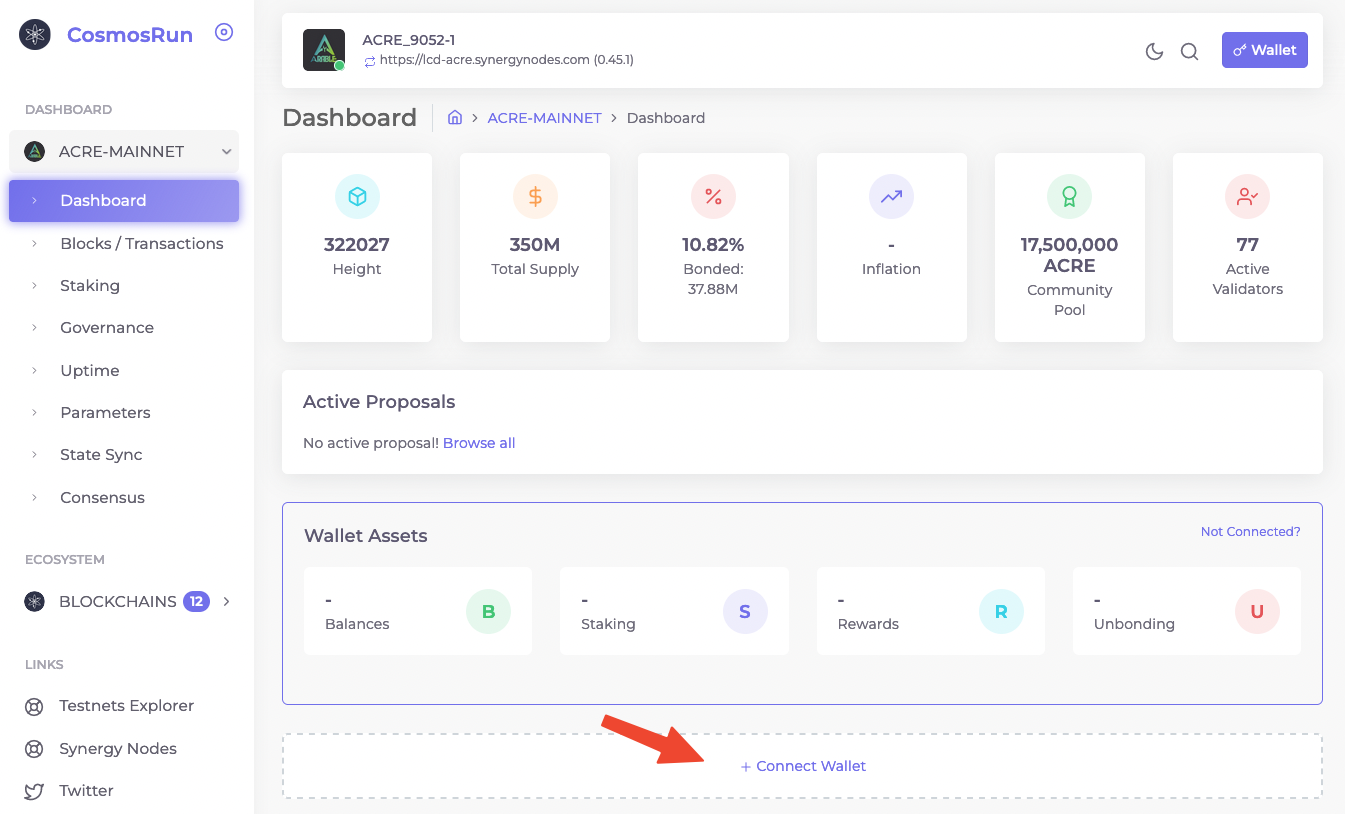 CosmosRun
DASHBOARD
ACRE-MAINNET
Dashboard
Blocks / Transactions
Staking
Governance
Uptime
Parameters
State Sync
Consensus
ECOSYSTEM
BLOCKCHAINS 12
LINKS
Testnets Explorer
Synergy Nodes
Twitter
ARABLE
ACRE_9052-1
https://lcd-acre.synergynodes.com (0.45.1)
Wallet
Dashboard
ACRE-MAINNET > Dashboard
322027
Height
350M
Total Supply
10.82%
Bonded:
37.88M
-
Inflation
17,500,000
ACRE
Community
Pool
77
Active
Validators
Active Proposals
No active proposal! Browse all
Wallet Assets
Not Connected?
-
Balances
B
-
Staking
S
-
Rewards
R
-
Unbonding
U
+ Connect Wallet